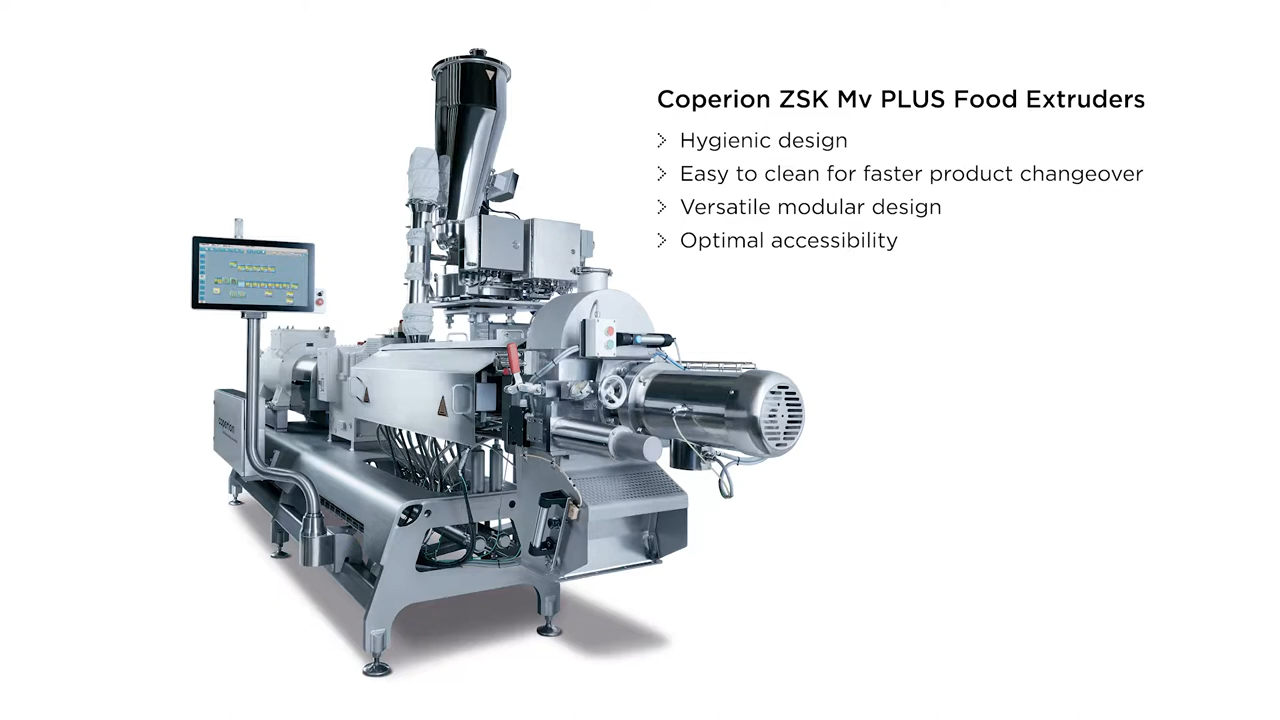 Coperion ZSK Mv PLUS Food Extruders
Hygienic design
Easy to clean for faster product changeover
Versatile modular design
Optimal accessibility
coperion